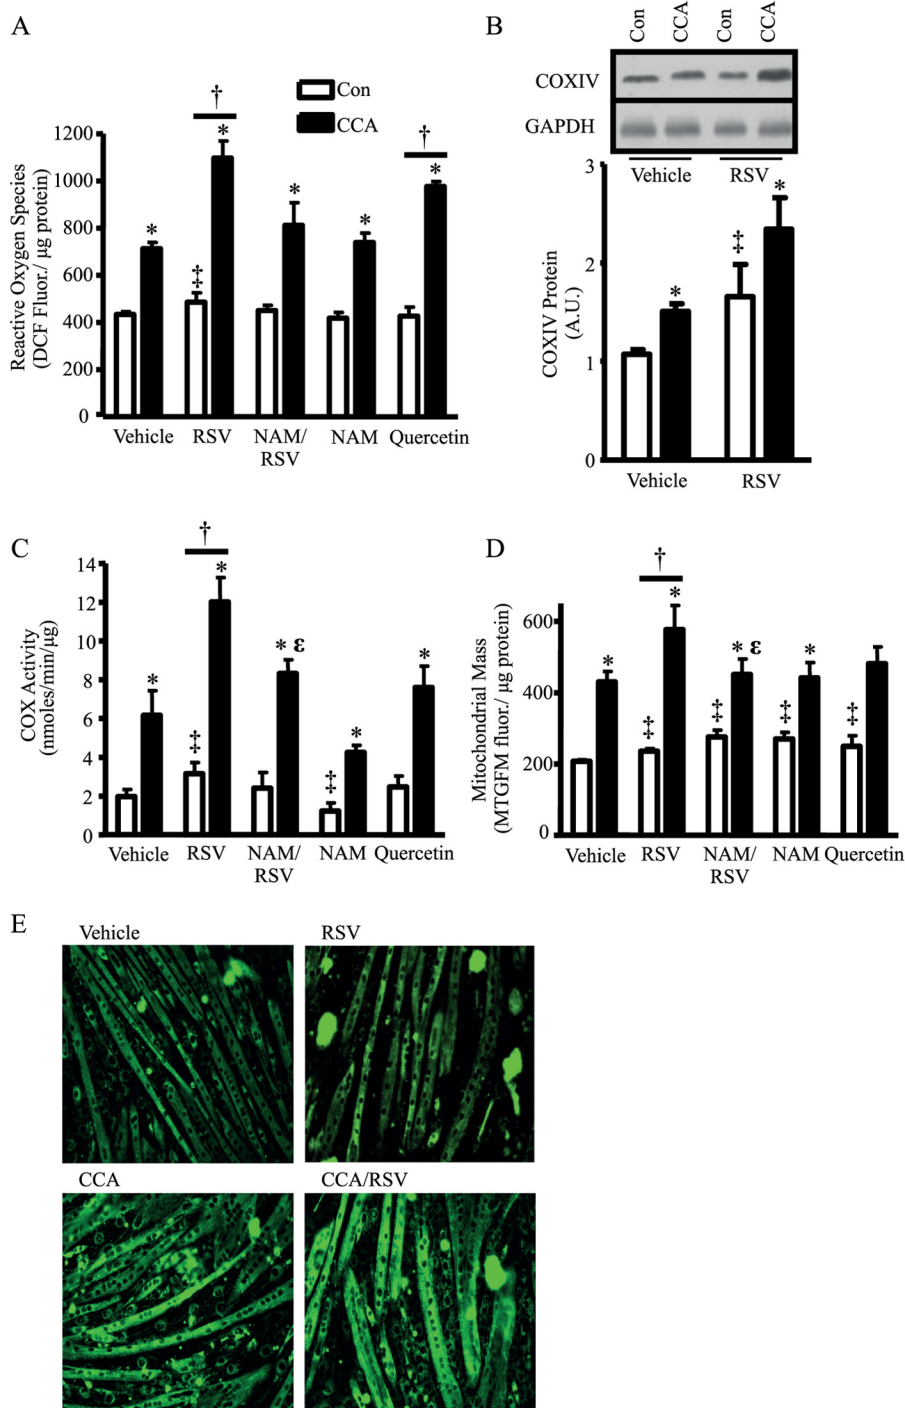 A
Con
CCA
†
*
†
*
*
*
*
‡
1200
1000
800
600
400
200
0
Reactive Oxygen Species
(DCF Fluor./ μg protein)
Vehicle RSV NAM/ NAM Quercetin
RSV
B
Con CCA Con CCA
COXIV
GAPDH
Vehicle RSV
*
‡
*
3
2
1
0
COXIV Protein
(A.U.)
Vehicle RSV
C
†
*
* ε
*
*
*
‡
‡
14
12
10
8
6
4
2
0
COX Activity
(nmoles/min/μg)
Vehicle RSV NAM/ NAM Quercetin
RSV
D
†
*
*
* ε
*
‡
‡
‡
‡
600
400
200
0
Mitochondrial Mass
(MTGFM fluor./ μg protein)
Vehicle RSV NAM/ NAM Quercetin
RSV
E
Vehicle RSV
CCA CCA/RSV